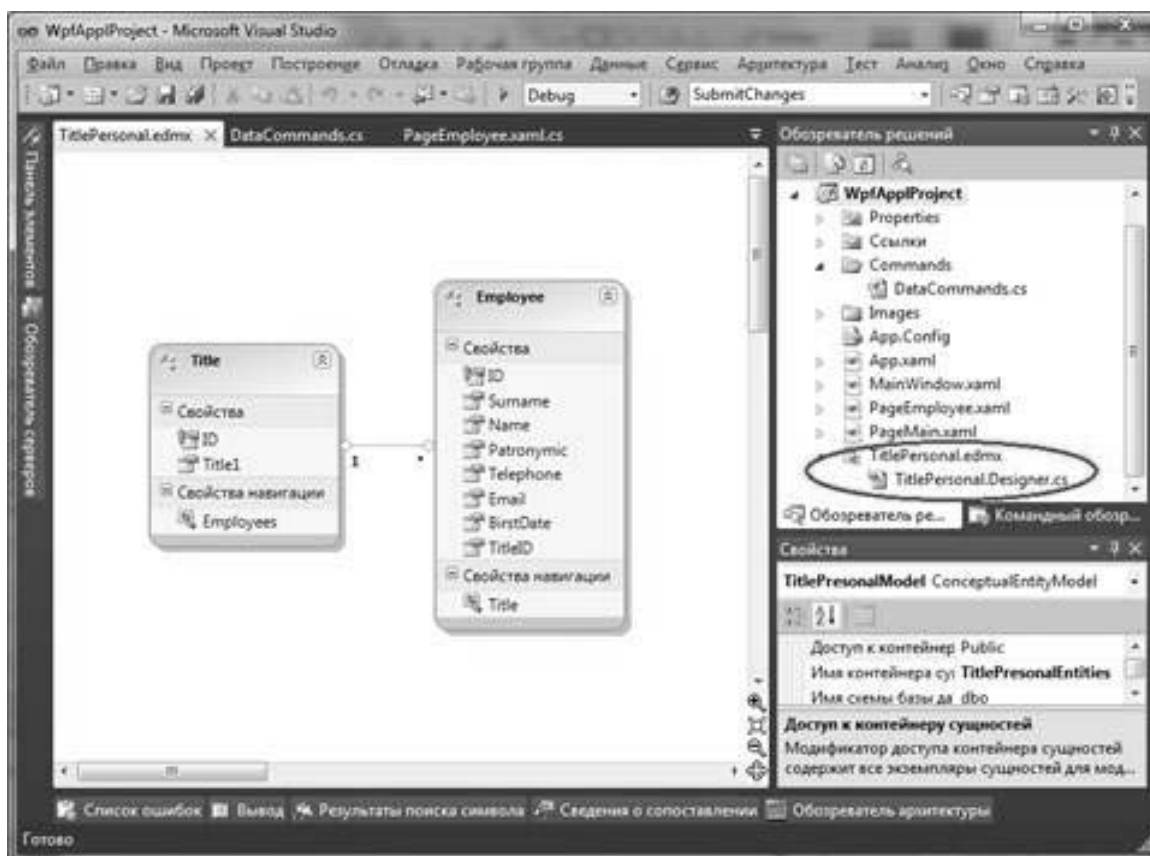 WpfApplProject - Microsoft Visual Studio
Файл Правка Вид Проект Построение Отладка Рабочая группа Данные Сервис Архитектура Тест Анализ Окно Справка
Debug SubmitChanges
TitlePersonal.edmx DataCommands.cs PageEmployee.xaml.cs
Панель элементов
Обозреватель серверов
Title
Свойства
ID
Title1
Свойства навигации
Employees
1
*
Employee
Свойства
ID
Surname
Name
Patronymic
Telephone
Email
BirstDate
TitleID
Свойства навигации
Title
Обозреватель решений
WpfApplProject
Properties
Ссылки
Commands
DataCommands.cs
Images
App.Config
App.xaml
MainWindow.xaml
PageEmployee.xaml
PageMain.xaml
TitlePersonal.edmx
TitlePersonal.Designer.cs
Обозреватель ре... Командный обозр...
Свойства
TitlePresonalModel ConceptualEntityModel
Доступ к контейнер Public
Имя контейнера су TitlePresonalEntities
Имя схемы базы да dbo
Доступ к контейнеру сущностей
Модификатор доступа контейнера сущностей
содержит все экземпляры сущностей для мод...
Список ошибок Вывод Результаты поиска символа Сведения о сопоставлении Обозреватель архитектуры
Готово